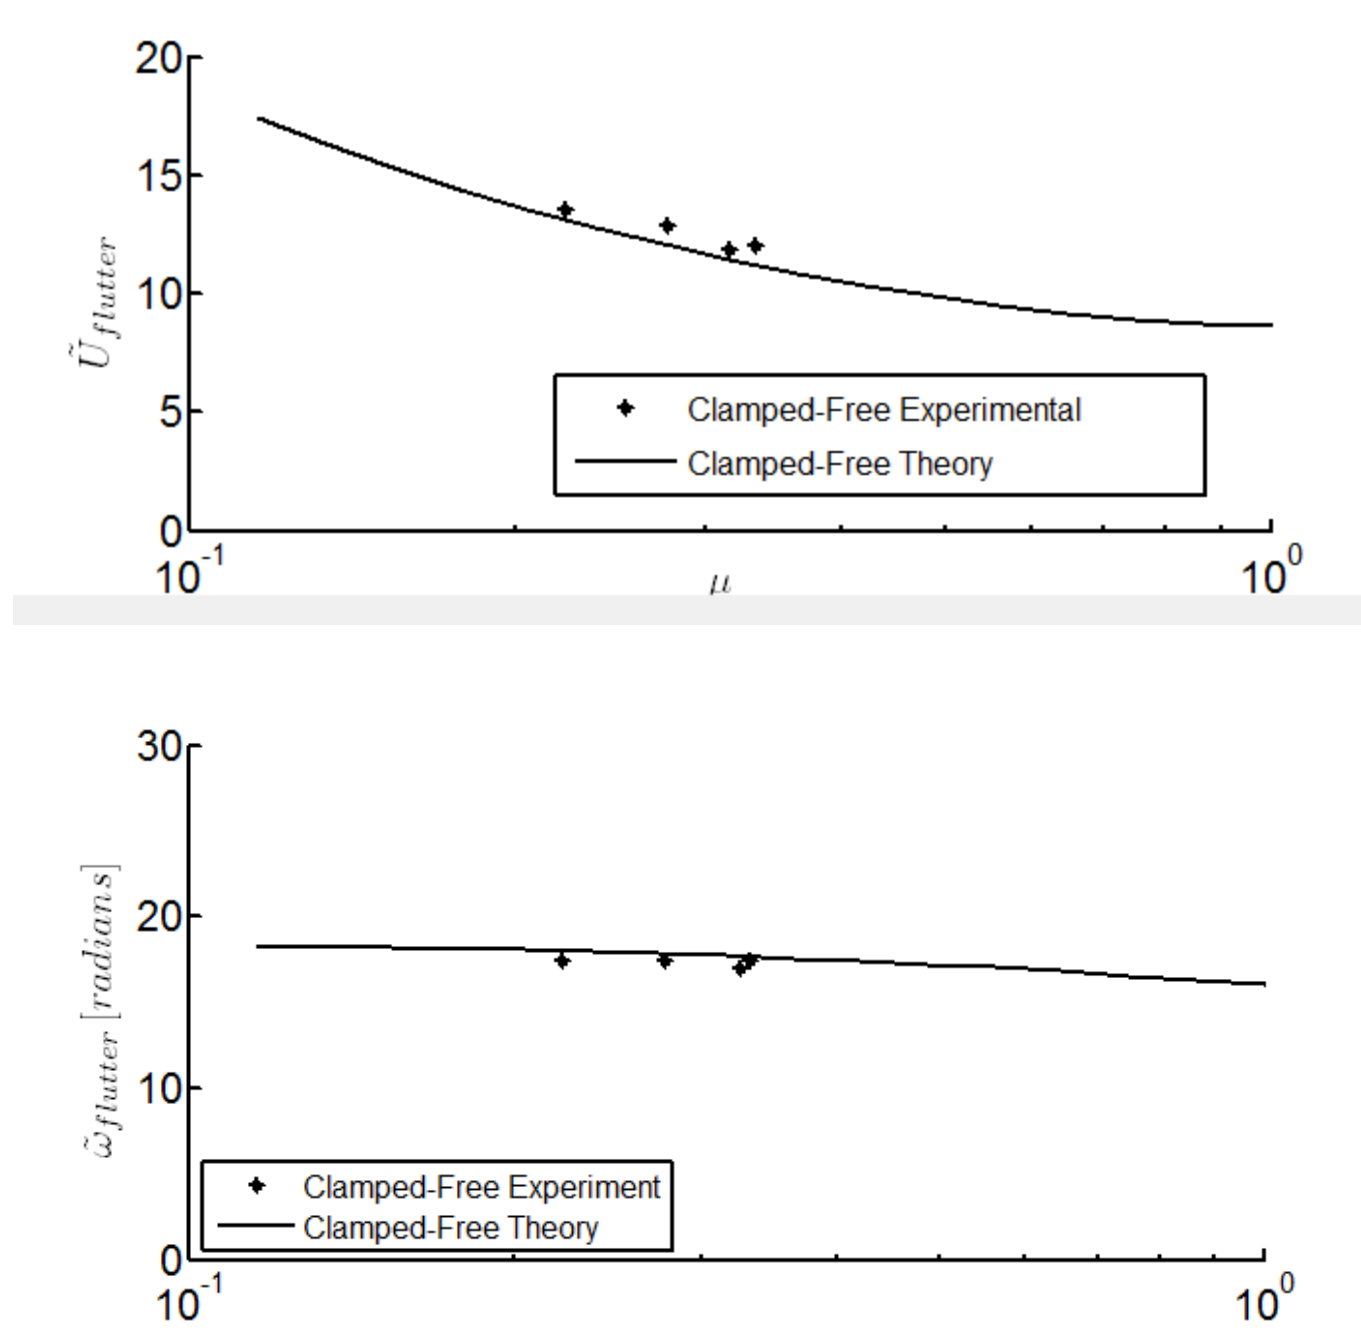 20
15
10
5
0
Ũ_flutter
Clamped-Free Experimental
Clamped-Free Theory
10^-1
μ
10^0
30
20
10
0
ω̃_flutter [radians]
Clamped-Free Experiment
Clamped-Free Theory
10^-1
10^0